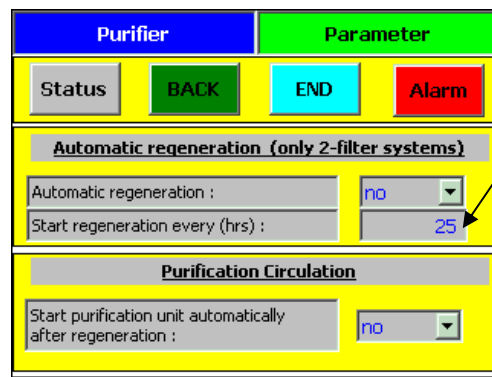 Purifier Parameter
Status BACK END Alarm
Automatic regeneration (only 2-filter systems)
Automatic regeneration : no
Start regeneration every (hrs) : 25
Purification Circulation
Start purification unit automatically
after regeneration : no